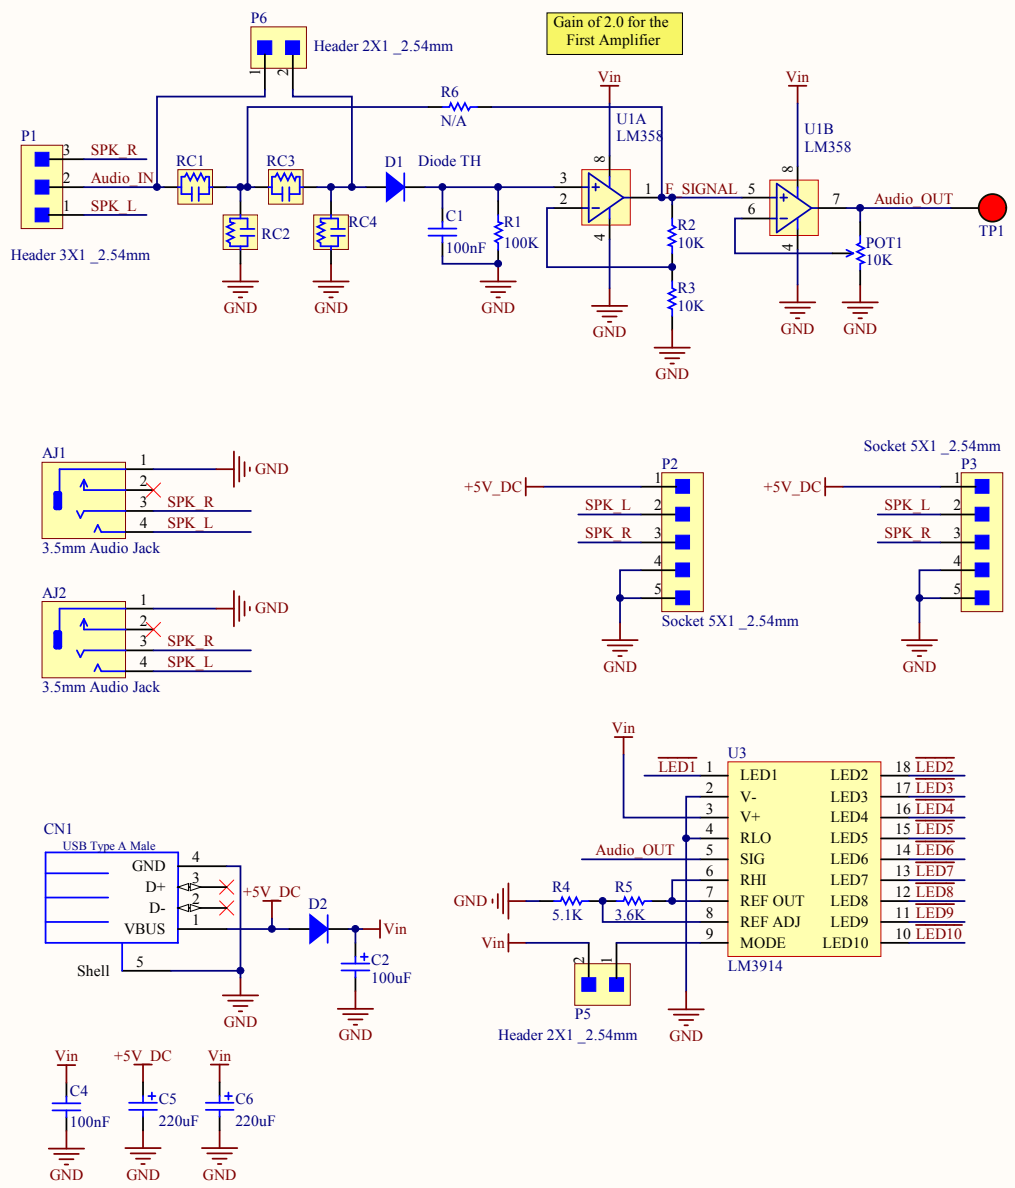 P6
Header 2X1 _2.54mm
1
2
Gain of 2.0 for the
First Amplifier
P1
3
SPK_R
2
Audio_IN
1
SPK_L
Header 3X1 _2.54mm
RC1
RC3
RC2
RC4
GND
GND
R6
N/A
D1
Diode TH
C1
100nF
R1
100K
GND
Vin
U1A
LM358
8
3
2
1
4
GND
F_SIGNAL
R2
10K
R3
10K
GND
Vin
U1B
LM358
8
5
6
7
4
GND
Audio_OUT
POT1
10K
GND
TP1
AJ1
1
GND
2
3
SPK_R
4
SPK_L
3.5mm Audio Jack
AJ2
1
GND
2
3
SPK_R
4
SPK_L
3.5mm Audio Jack
P2
+5V_DC
1
SPK_L
2
SPK_R
3
4
5
Socket 5X1 _2.54mm
GND
Socket 5X1 _2.54mm
P3
+5V_DC
1
SPK_L
2
SPK_R
3
4
5
GND
CN1
USB Type A Male
GND
4
D+
3
D-
2
VBUS
1
Shell
5
GND
+5V_DC
D2
Vin
C2
100uF
GND
Vin
U3
LED1
1
LED1
2
V-
3
V+
4
RLO
Audio_OUT
5
SIG
6
RHI
7
REF OUT
8
REF ADJ
9
MODE
LED2
18
LED2
LED3
17
LED3
LED4
16
LED4
LED5
15
LED5
LED6
14
LED6
LED7
13
LED7
LED8
12
LED8
LED9
11
LED9
LED10
10
LED10
LM3914
GND
R4
5.1K
R5
3.6K
Vin
2
1
P5
Header 2X1 _2.54mm
GND
Vin
C4
100nF
GND
+5V_DC
C5
220uF
GND
Vin
C6
220uF
GND